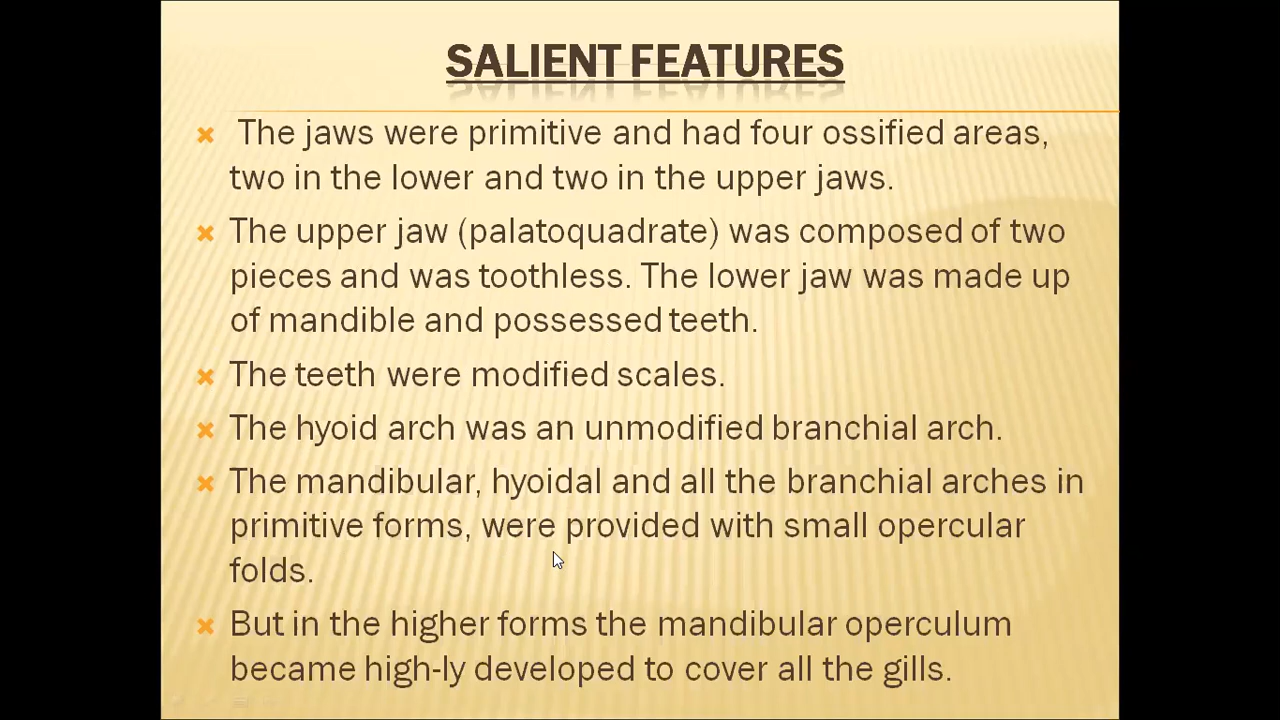 SALIENT FEATURES
The jaws were primitive and had four ossified areas,
two in the lower and two in the upper jaws.
The upper jaw (palatoquadrate) was composed of two
pieces and was toothless. The lower jaw was made up
of mandible and possessed teeth.
The teeth were modified scales.
The hyoid arch was an unmodified branchial arch.
The mandibular, hyoidal and all the branchial arches in
primitive forms, were provided with small opercular
folds.
But in the higher forms the mandibular operculum
became high-ly developed to cover all the gills.